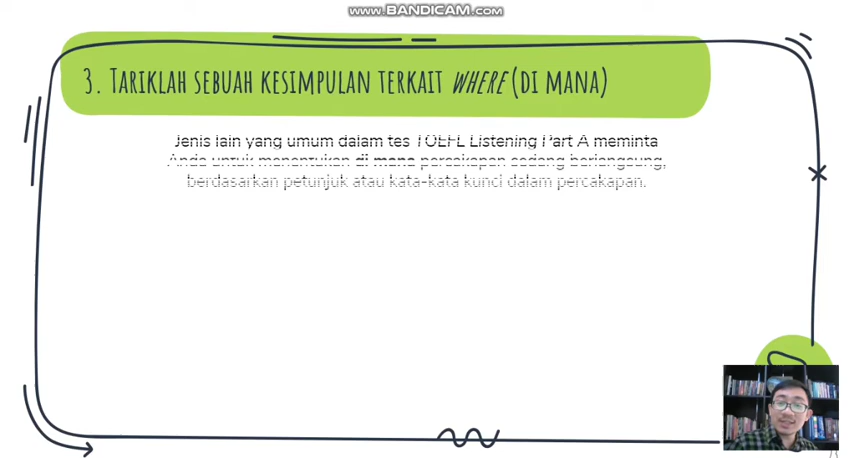 WWW.BANDICAM.COM
3. TARIKLAH SEBUAH KESIMPULAN TERKAIT WHERE (DI MANA)
Jenis lain yang umum dalam tes TOEFL Listening Part A meminta
Anda untuk menentukan di mana percakapan sedang berlangsung,
berdasarkan petunjuk atau kata-kata kunci dalam percakapan.